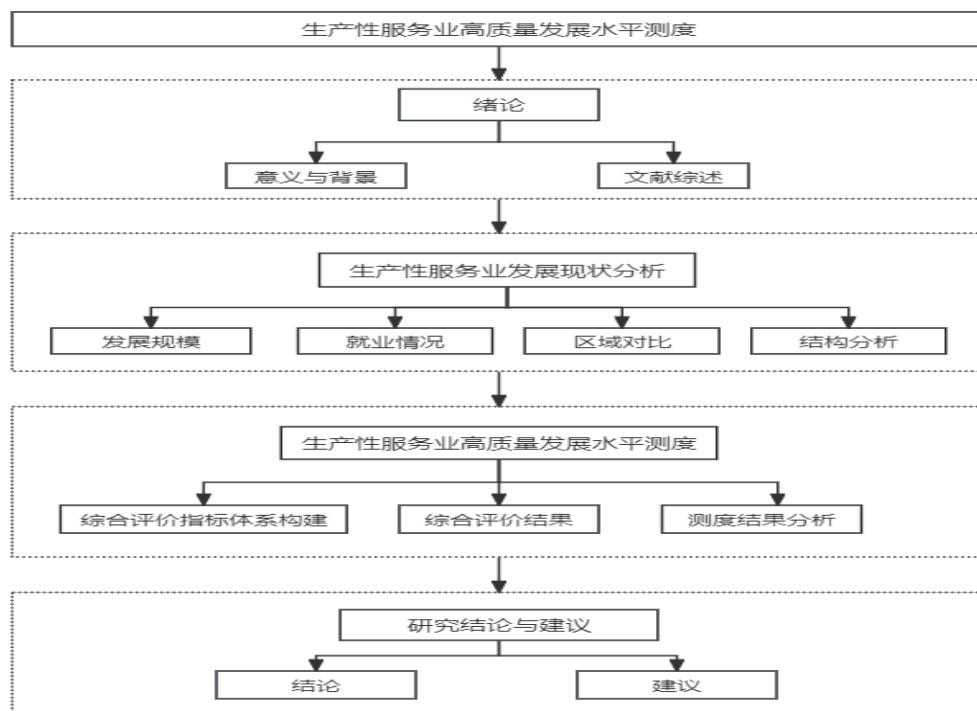 生产性服务业高质量发展水平测度
绪论
意义与背景 文献综述
生产性服务业发展现状分析
发展规模 就业情况 区域对比 结构分析
生产性服务业高质量发展水平测度
综合评价指标体系构建 综合评价结果 测度结果分析
研究结论与建议
结论 建议